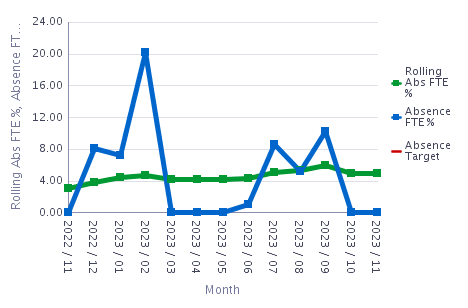 24.00
20.00
16.00
12.00
8.00
4.00
0.00
Rolling Abs FTE %, Absence FT...
2022 / 11
2022 / 12
2023 / 01
2023 / 02
2023 / 03
2023 / 04
2023 / 05
2023 / 06
2023 / 07
2023 / 08
2023 / 09
2023 / 10
2023 / 11
Month
Rolling
Abs FTE
%
Absence
FTE %
Absence
Target